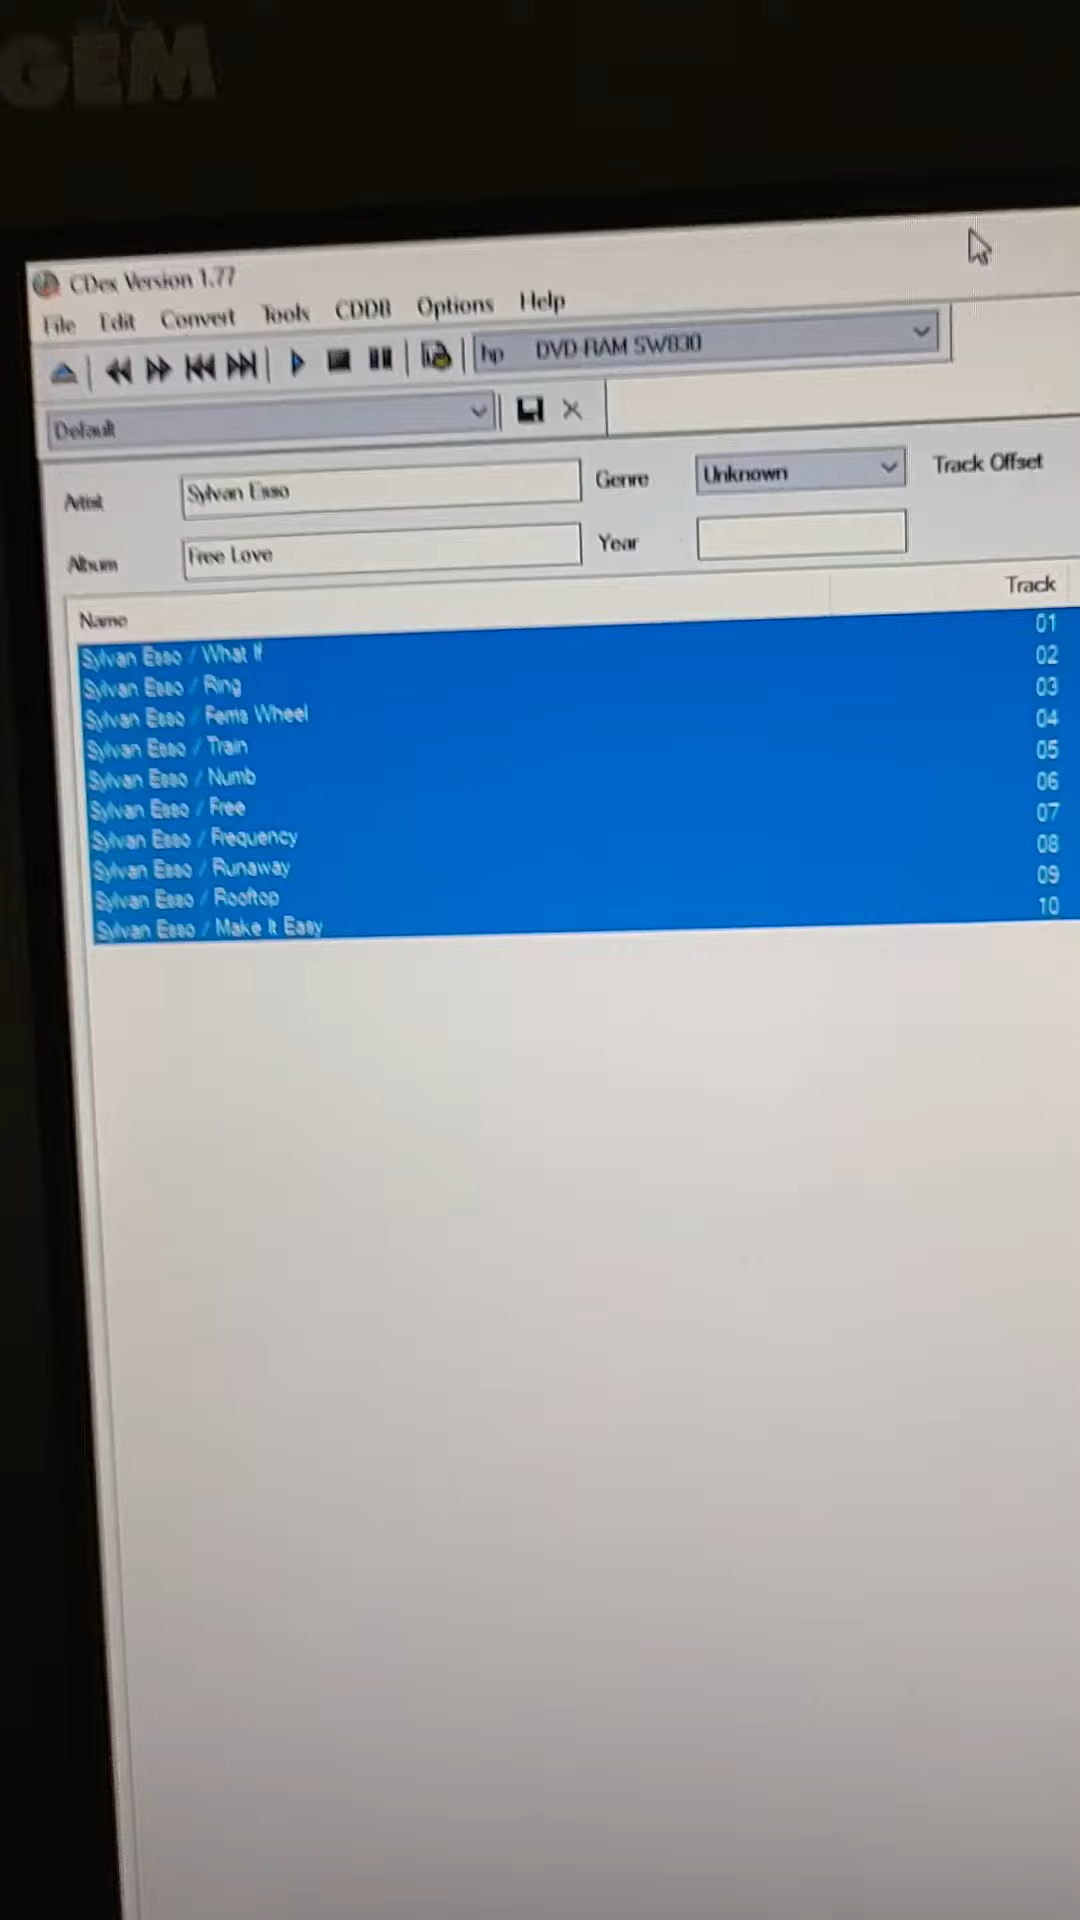 GEM
CDex Version 1.77
File Edit Convert Tools CDDB Options Help
hp DVD-RAM SW830
Default
Artist Sylvan Esso Genre Unknown Track Offset
Album Free Love Year
Name Track
Sylvan Esso / What If 01
Sylvan Esso / Ring 02
Sylvan Esso / Ferris Wheel 03
Sylvan Esso / Train 04
Sylvan Esso / Numb 05
Sylvan Esso / Free 06
Sylvan Esso / Frequency 07
Sylvan Esso / Runaway 08
Sylvan Esso / Rooftop 09
Sylvan Esso / Make It Easy 10